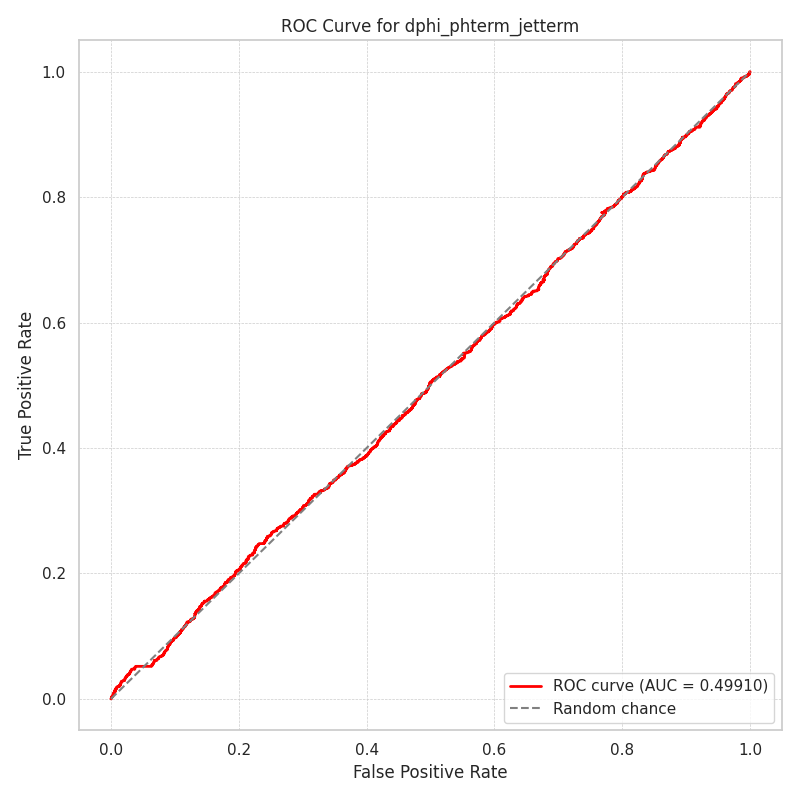 ROC Curve for dphi_phterm_jetterm
True Positive Rate
1.0
0.8
0.6
0.4
0.2
0.0
0.0 0.2 0.4 0.6 0.8 1.0
False Positive Rate
ROC curve (AUC = 0.49910)
Random chance